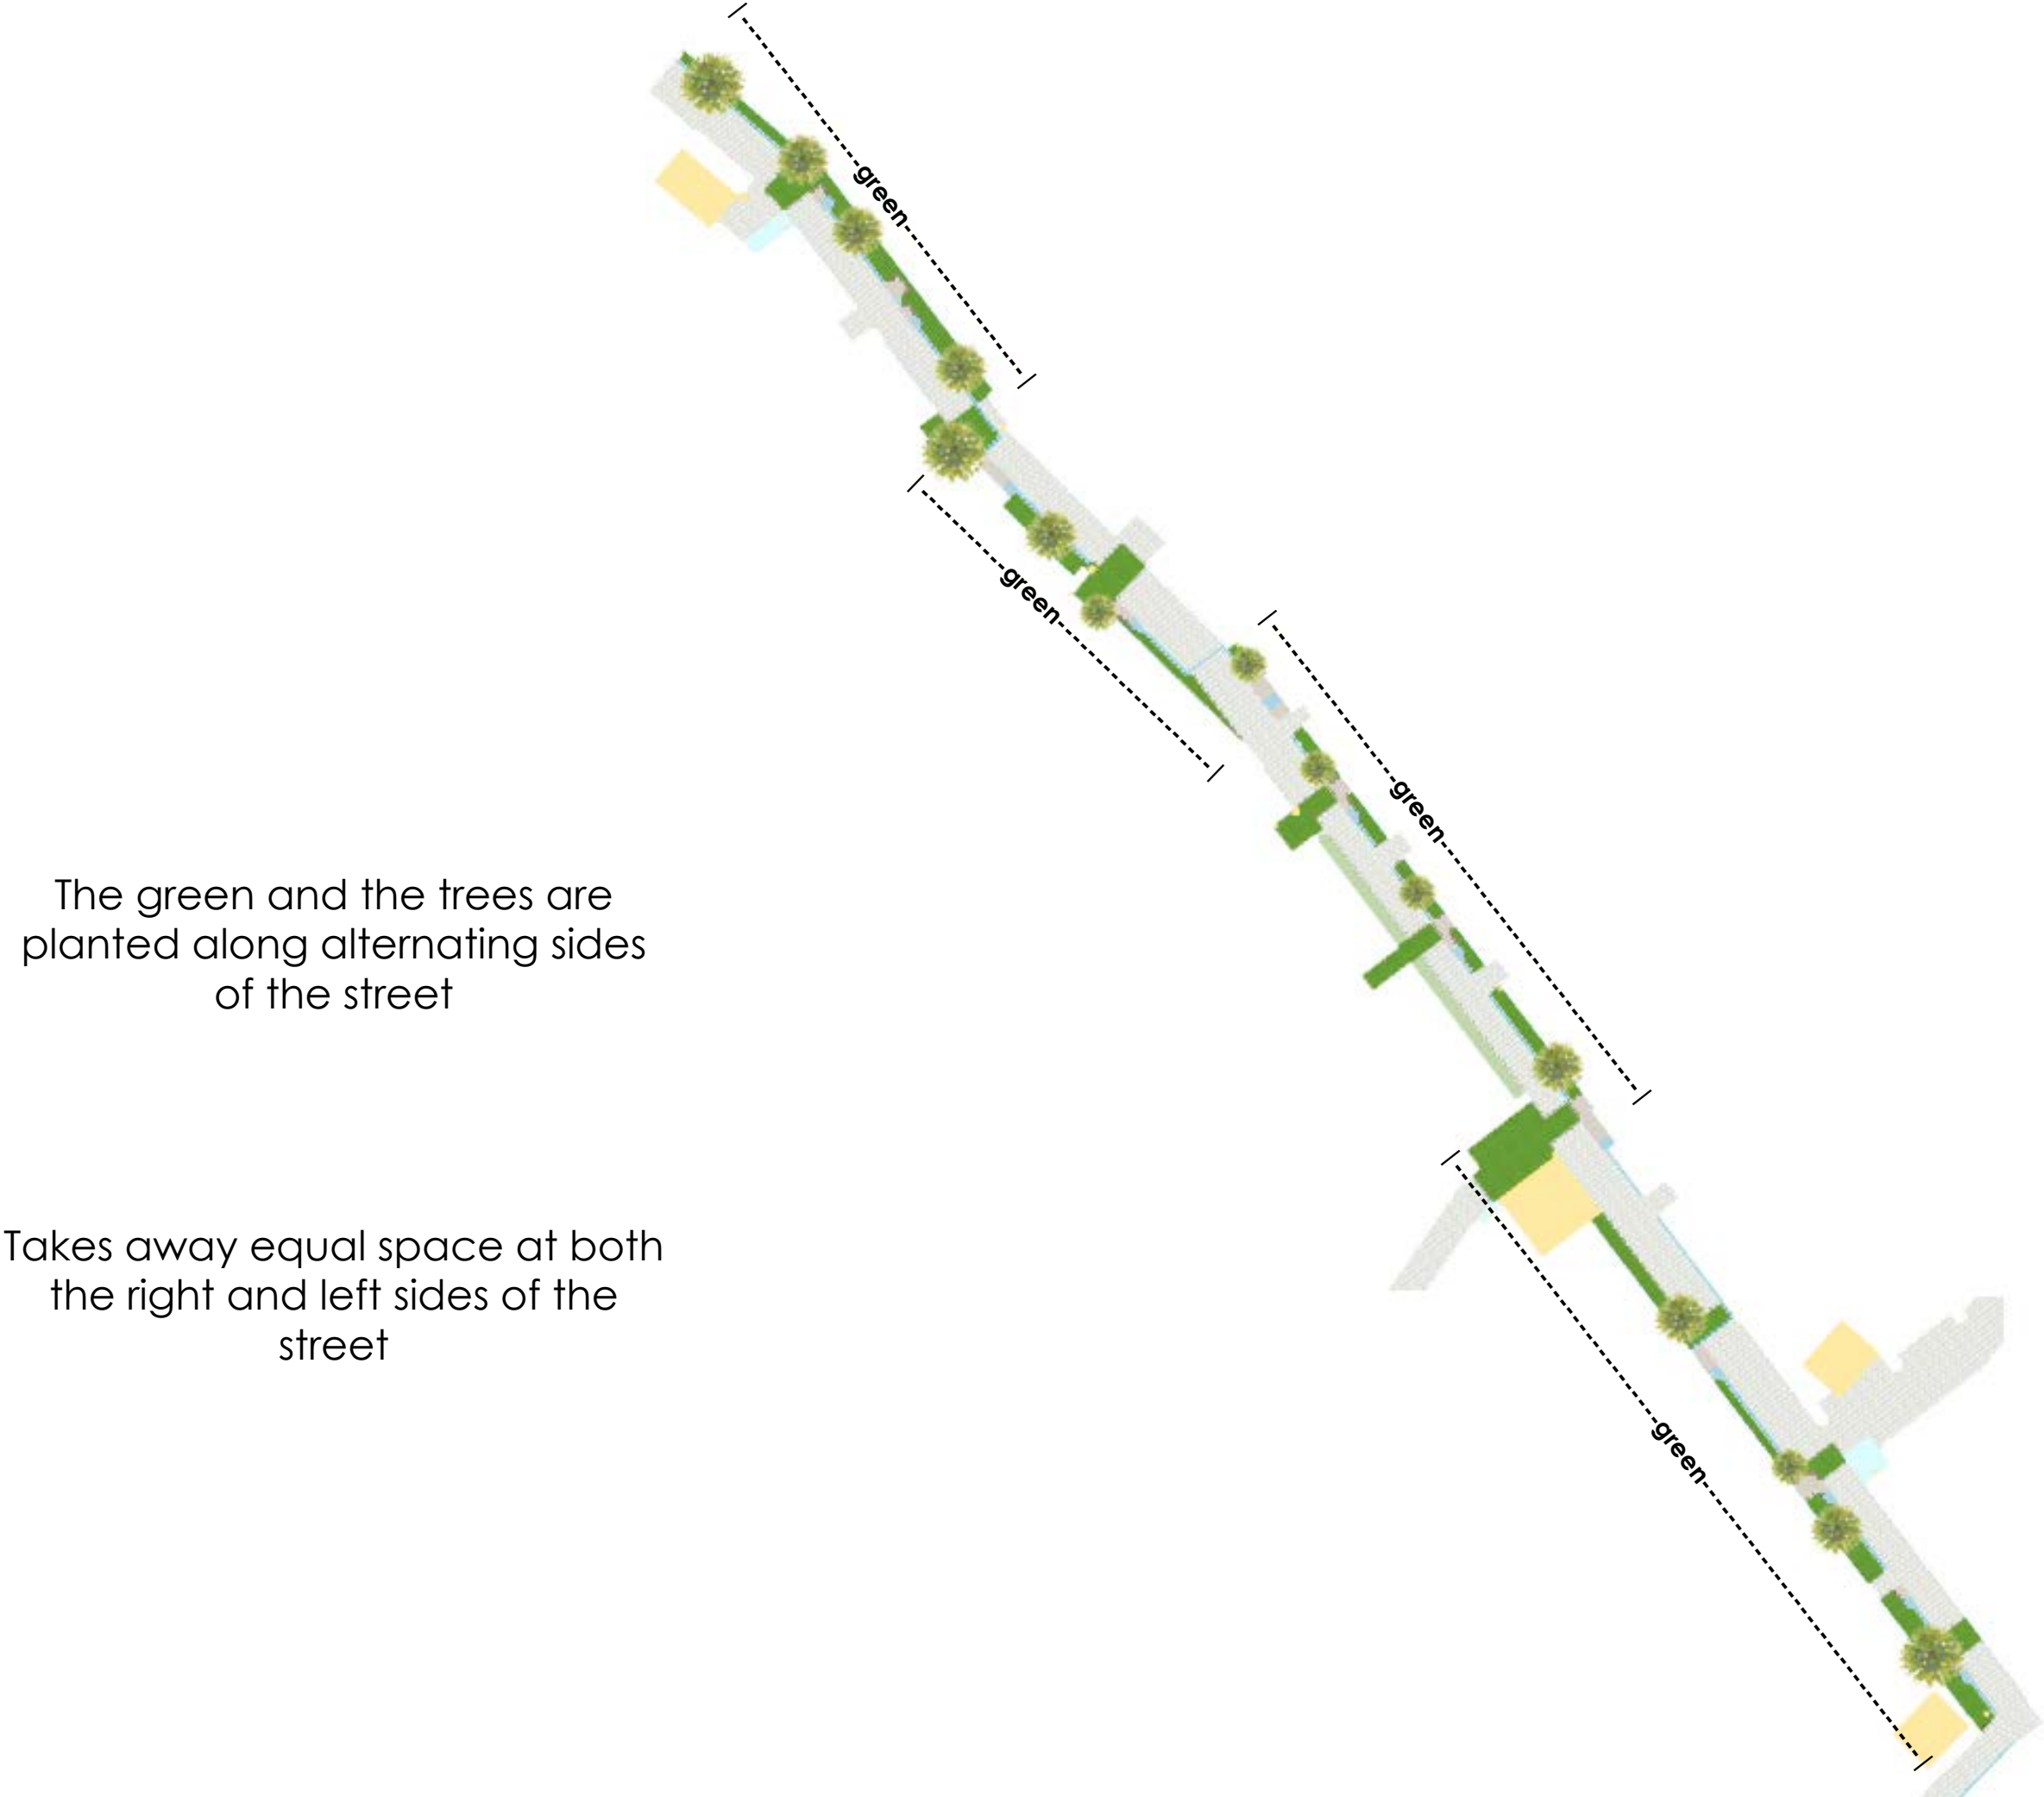 green
green
green
The green and the trees are
planted along alternating sides
of the street
Takes away equal space at both
the right and left sides of the
street
green